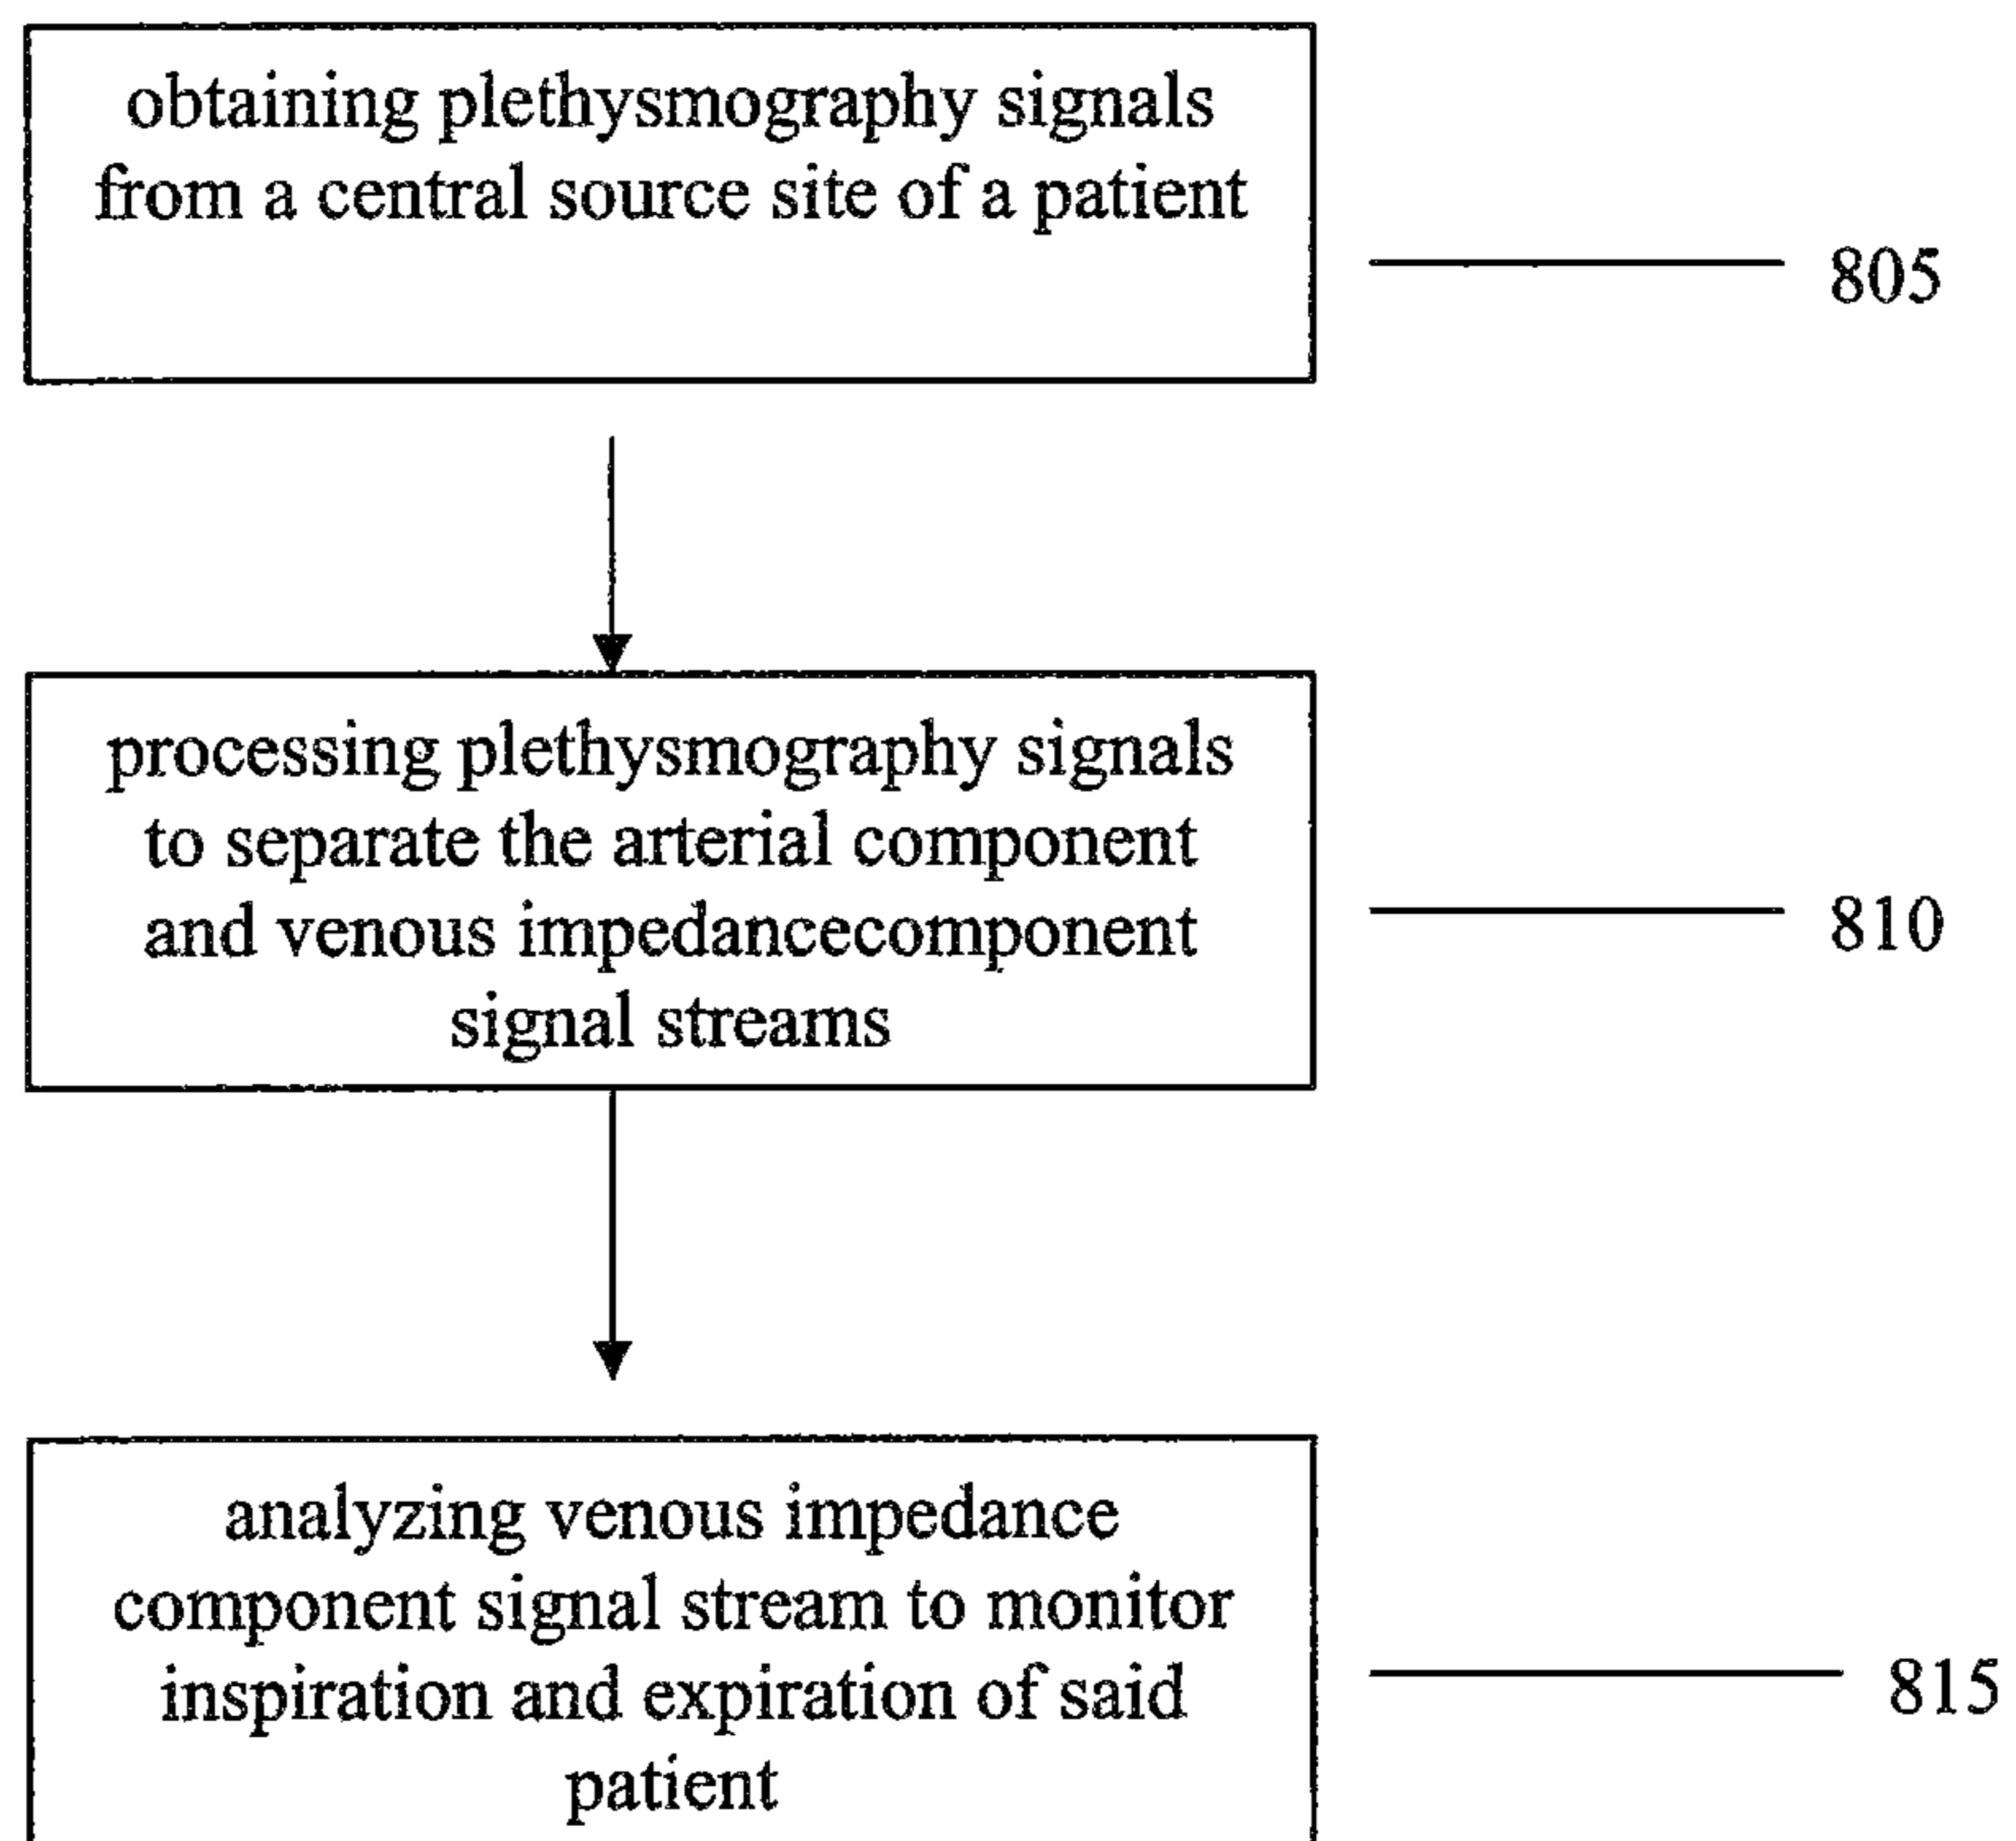 obtaining plethysmography signals
from a central source site of a patient
805
processing plethysmography signals
to separate the arterial component
and venous impedancecomponent
signal streams
810
analyzing venous impedance
component signal stream to monitor
inspiration and expiration of said
patient
815